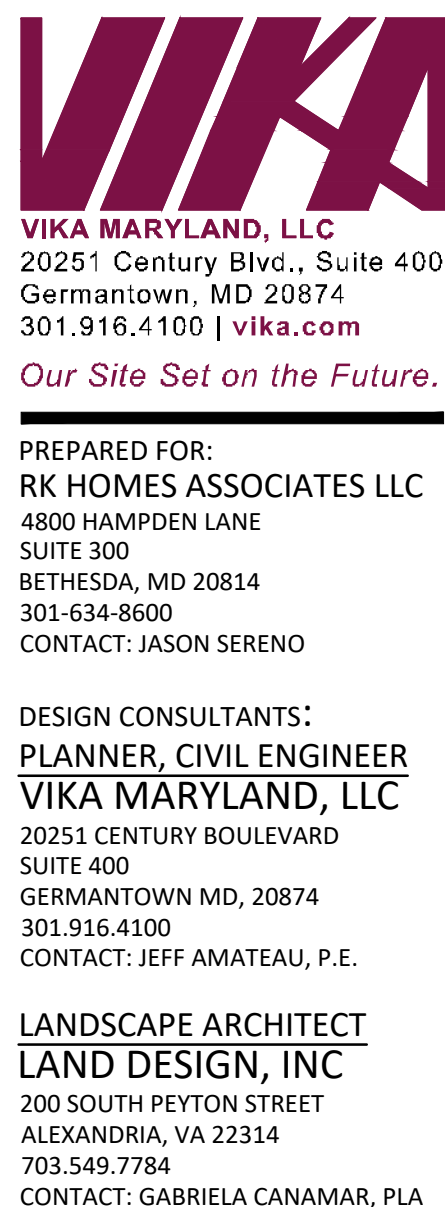 VIKA
VIKA MARYLAND, LLC
20251 Century Blvd., Suite 400
Germantown, MD 20874
301.916.4100 | vika.com
Our Site Set on the Future.
PREPARED FOR:
RK HOMES ASSOCIATES LLC
4800 HAMPDEN LANE
SUITE 300
BETHESDA, MD 20814
301-634-8600
CONTACT: JASON SERENO
DESIGN CONSULTANTS:
PLANNER, CIVIL ENGINEER
VIKA MARYLAND, LLC
20251 CENTURY BOULEVARD
SUITE 400
GERMANTOWN MD, 20874
301.916.4100
CONTACT: JEFF AMATEAU, P.E.
LANDSCAPE ARCHITECT
LAND DESIGN, INC
200 SOUTH PEYTON STREET
ALEXANDRIA, VA 22314
703.549.7784
CONTACT: GABRIELA CANAMAR, PLA